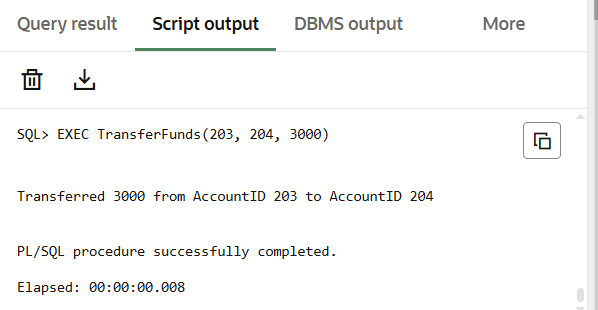 Query result Script output DBMS output More
SQL> EXEC TransferFunds(203, 204, 3000)
Transferred 3000 from AccountID 203 to AccountID 204
PL/SQL procedure successfully completed.
Elapsed: 00:00:00.008